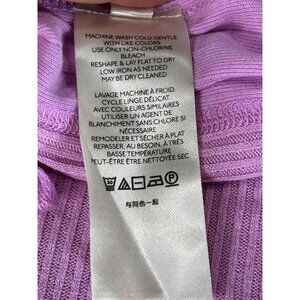 MACHINE WASH COLD GENTLE
WITH LIKE COLORS
USE ONLY NON-CHLORINE
BLEACH
RESHAPE & LAY FLAT TO DRY
LOW IRON AS NEEDED
MAY BE DRY CLEANED
LAVAGE MACHINE À FROID,
CYCLE LINGE DÉLICAT
AVEC COULEURS SIMILAIRES
UTILISER UN AGENT DE
BLANCHIMENT SANS CHLORE SI
NÉCESSAIRE
REMODELER ET SÉCHER À PLAT
REPASSER, AU BESOIN, À TRÈS
BASSE TEMPÉRATURE
PEUT-ÊTRE ÊTRE NETTOYÉE SEC
与同色一起